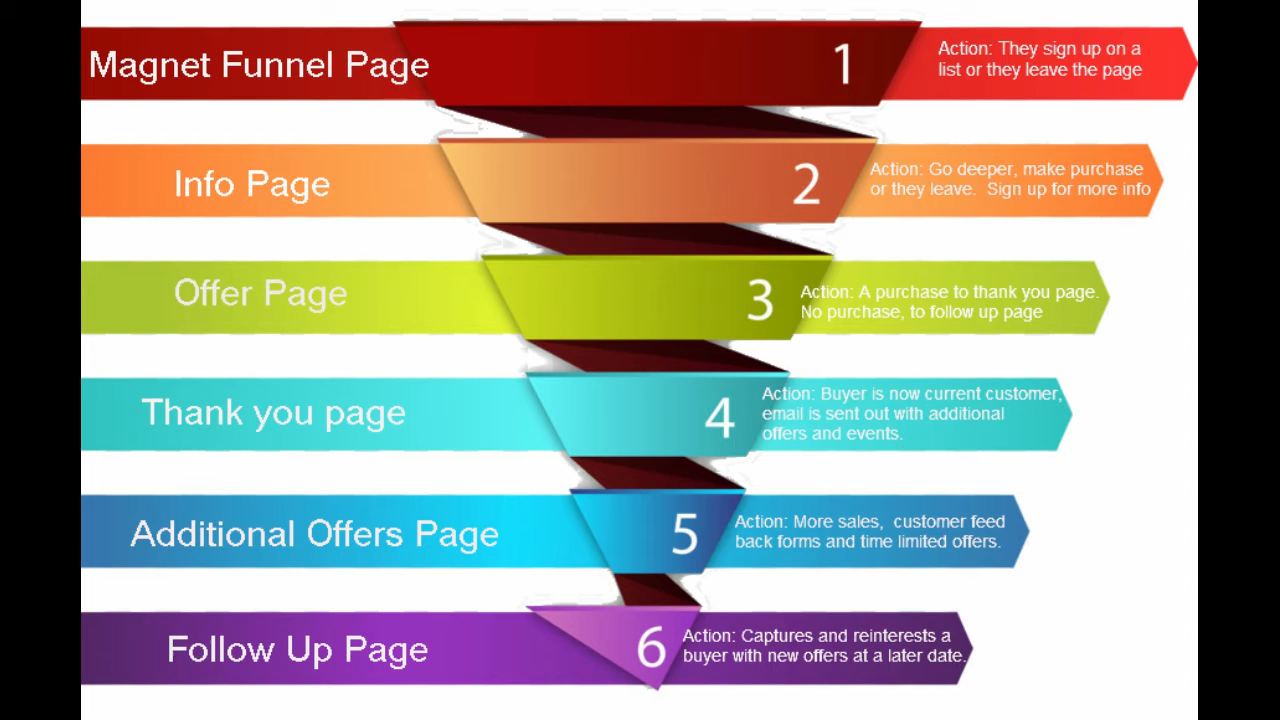 Magnet Funnel Page
1
Action: They sign up on a
list or they leave the page
Info Page
2
Action: Go deeper, make purchase
or they leave. Sign up for more info
Offer Page
3
Action: A purchase to thank you page.
No purchase, to follow up page
Thank you page
4
Action: Buyer is now current customer,
email is sent out with additional
offers and events.
Additional Offers Page
5
Action: More sales, customer feed
back forms and time limited offers.
Follow Up Page
6
Action: Captures and reinterests a
buyer with new offers at a later date.